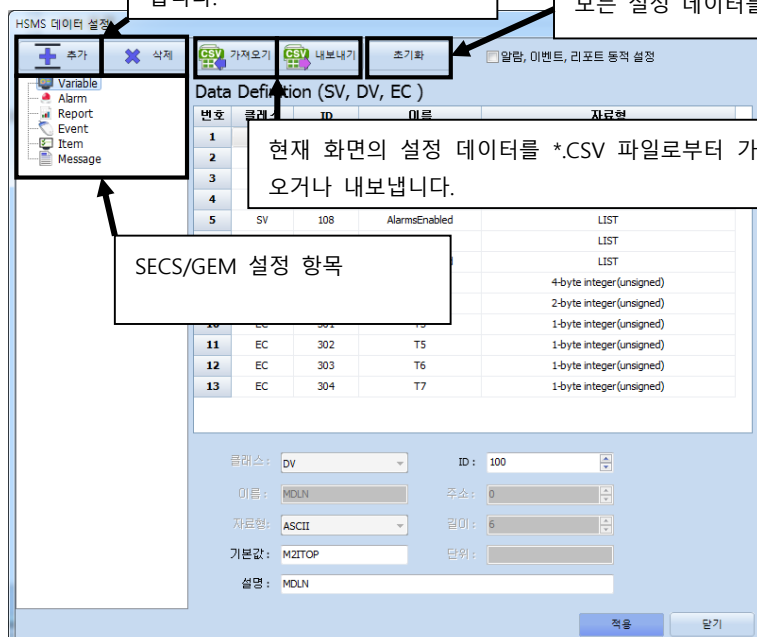 니다.
모든 설정 데이터를
HSMS 데이터 설정
추가 삭제 가져오기 내보내기 초기화 알람, 이벤트, 리포트 동적 설정
Variable
Alarm
Report
Event
Item
Message
Data Definition (SV, DV, EC )
번호 클래스 ID 이름 자료형
1
2
3
4
현재 화면의 설정 데이터를 *.CSV 파일로부터 가
오거나 내보냅니다.
5 SV 108 AlarmsEnabled LIST
LIST
LIST
4-byte integer(unsigned)
2-byte integer(unsigned)
SECS/GEM 설정 항목
10 EC 301 T3 1-byte integer(unsigned)
11 EC 302 T5 1-byte integer(unsigned)
12 EC 303 T6 1-byte integer(unsigned)
13 EC 304 T7 1-byte integer(unsigned)
클래스: DV ID : 100
이름: MDLN 주소: 0
자료형: ASCII 길이: 6
기본값: M2ITOP 단위:
설명: MDLN
적용 닫기